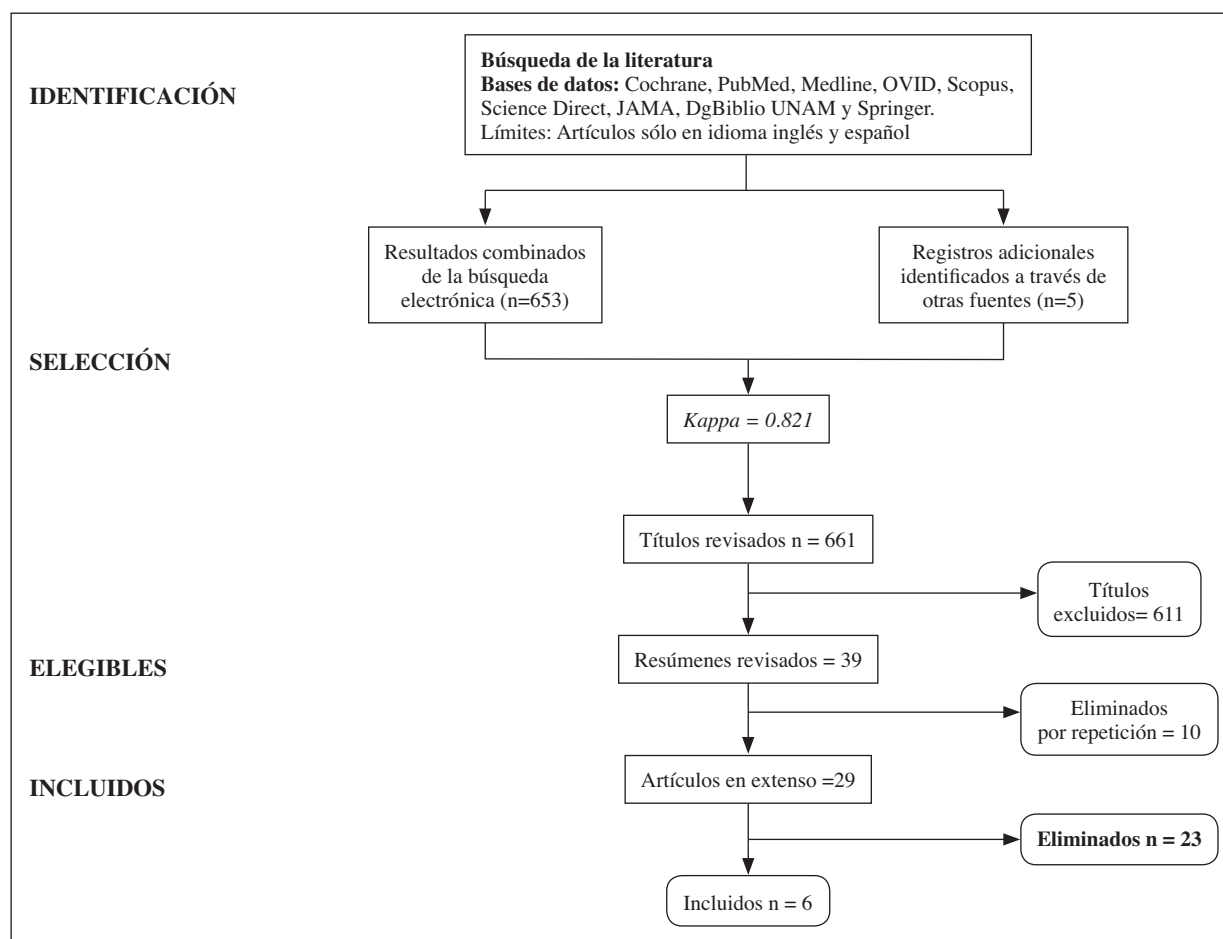 IDENTIFICACIÓN
Búsqueda de la literatura
Bases de datos: Cochrane, PubMed, Medline, OVID, Scopus,
Science Direct, JAMA, DgBiblio UNAM y Springer.
Límites: Artículos sólo en idioma inglés y español
Resultados combinados
de la búsqueda
electrónica (n=653)
Registros adicionales
identificados a través de
otras fuentes (n=5)
SELECCIÓN
Kappa = 0.821
Títulos revisados n = 661
Títulos
excluidos= 611
ELEGIBLES
Resúmenes revisados = 39
Eliminados
por repetición = 10
INCLUIDOS
Artículos en extenso =29
Eliminados n = 23
Incluidos n = 6